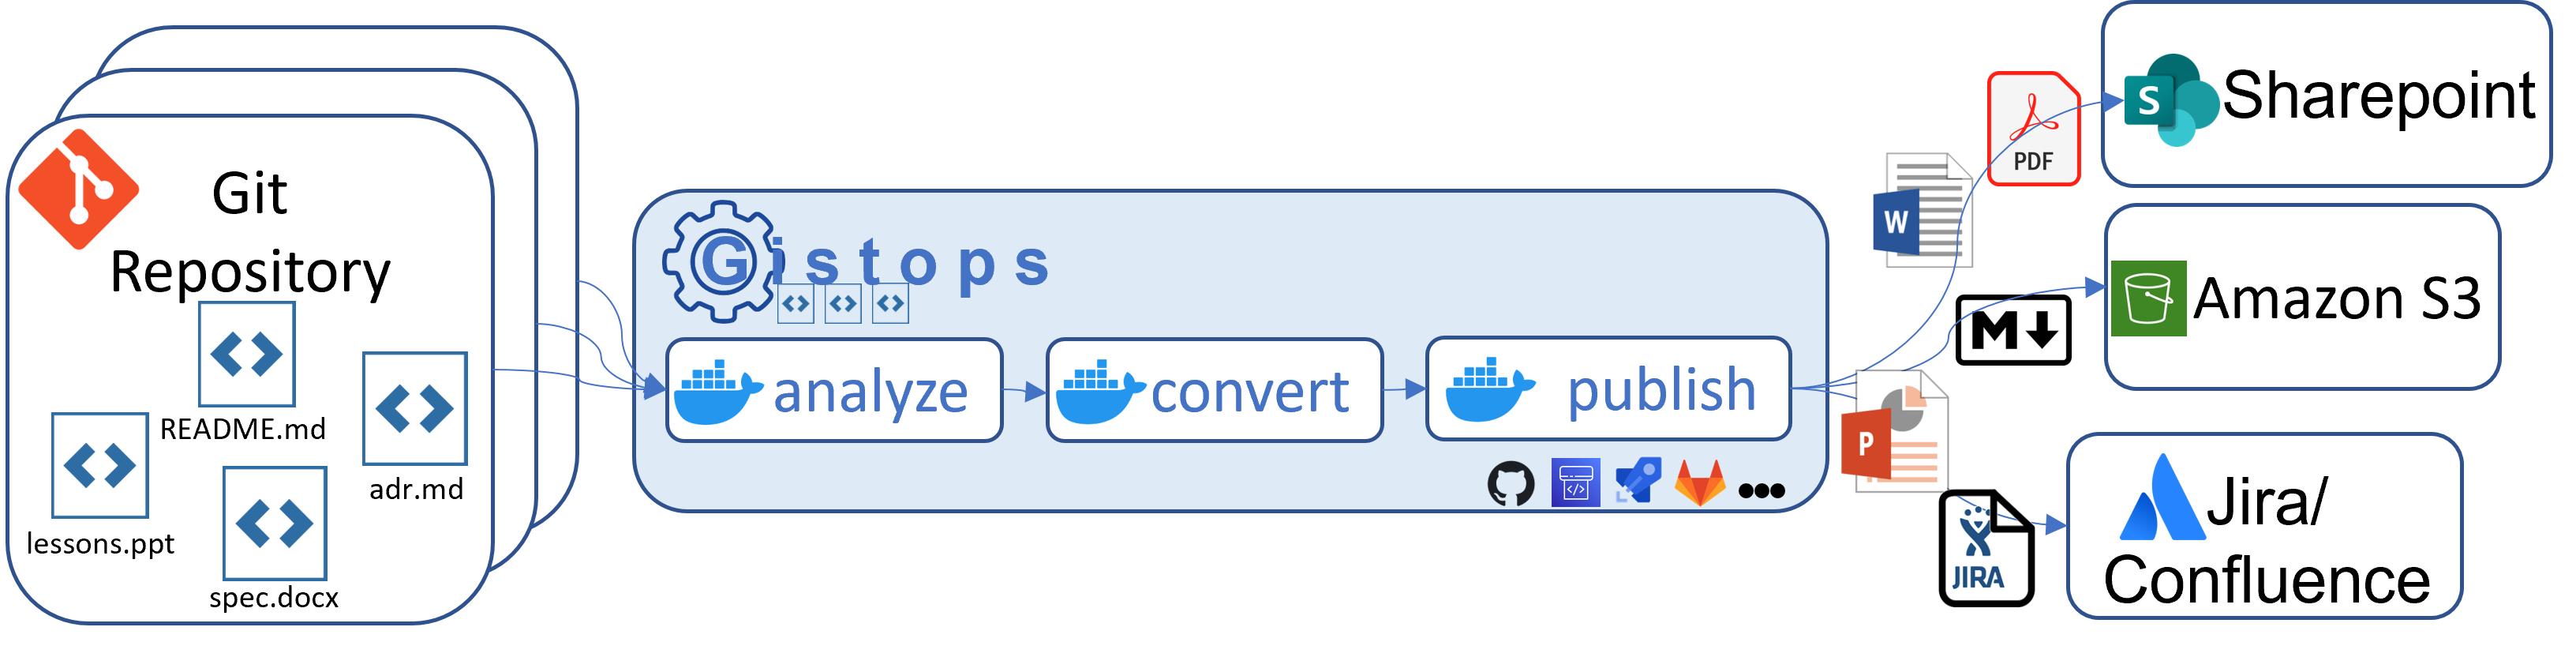 Git
Repository
README.md
adr.md
lessons.ppt
spec.docx
Gistops
analyze
convert
publish
W
PDF
M
P
JIRA
S
Sharepoint
Amazon S3
Jira/
Confluence